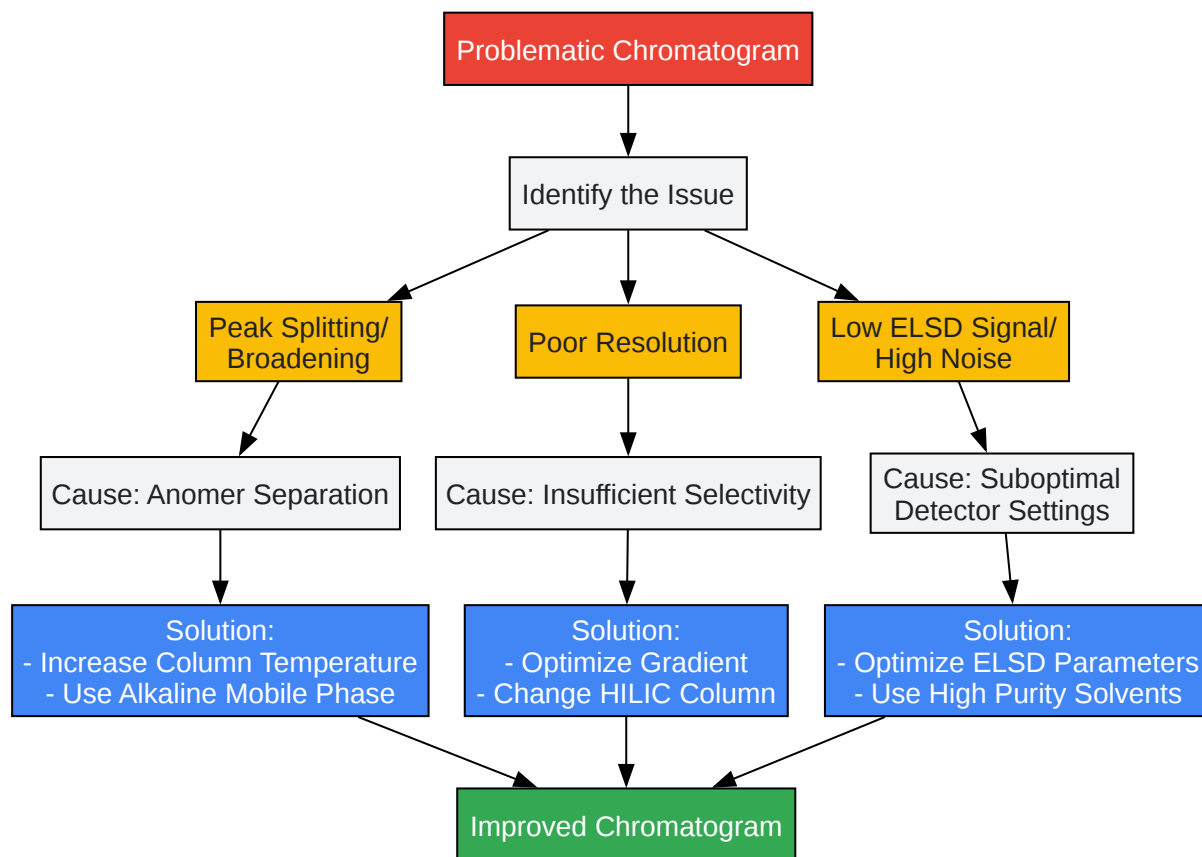 Problematic Chromatogram
Identify the Issue
Peak Splitting/
Broadening
Poor Resolution
Low ELSD Signal/
High Noise
Cause: Anomer Separation
Cause: Insufficient Selectivity
Cause: Suboptimal
Detector Settings
Solution:
- Increase Column Temperature
- Use Alkaline Mobile Phase
Solution:
- Optimize Gradient
- Change HILIC Column
Solution:
- Optimize ELSD Parameters
- Use High Purity Solvents
Improved Chromatogram